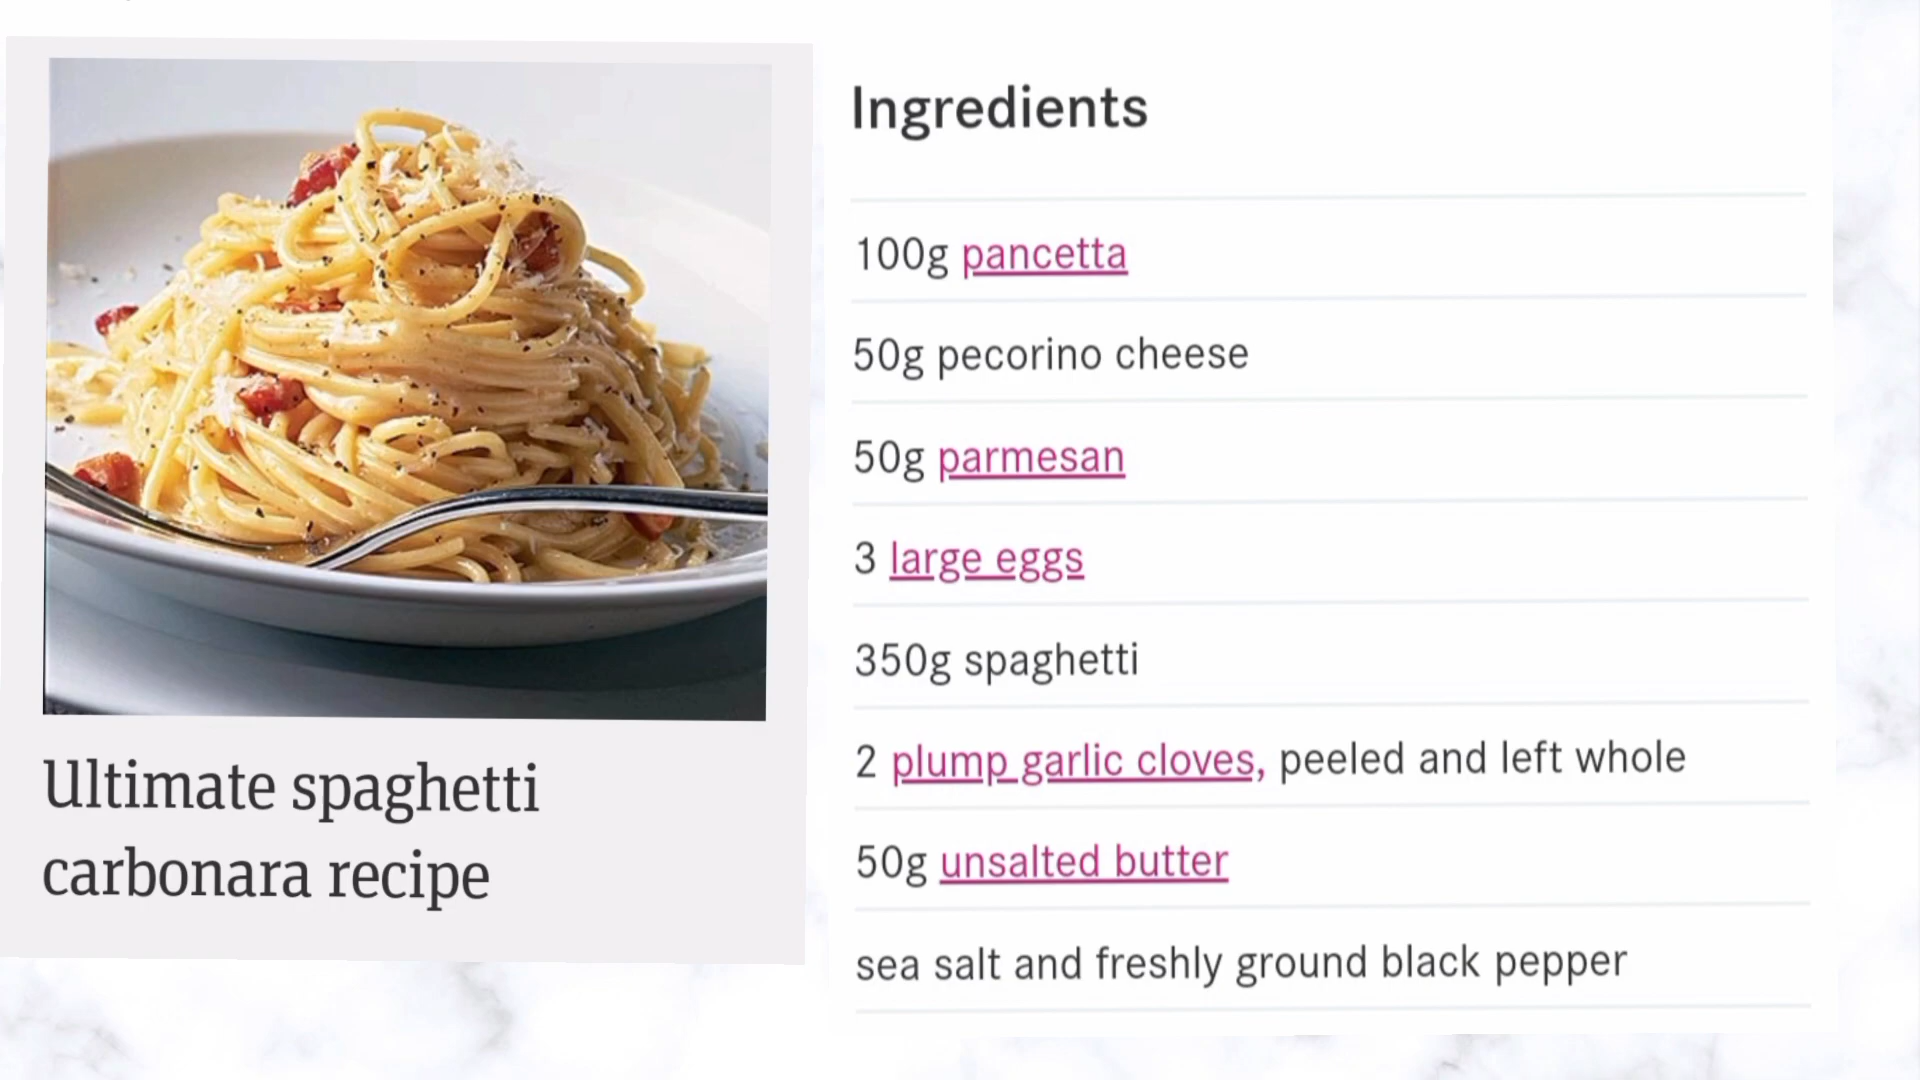 Ultimate spaghetti
carbonara recipe
Ingredients
100g pancetta
50g pecorino cheese
50g parmesan
3 large eggs
350g spaghetti
2 plump garlic cloves, peeled and left whole
50g unsalted butter
sea salt and freshly ground black pepper